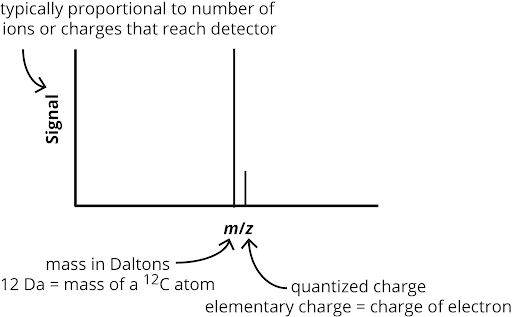 typically proportional to number of
ions or charges that reach detector
Signal
m/z
mass in Daltons
12 Da = mass of a ¹²C atom
quantized charge
elementary charge = charge of electron